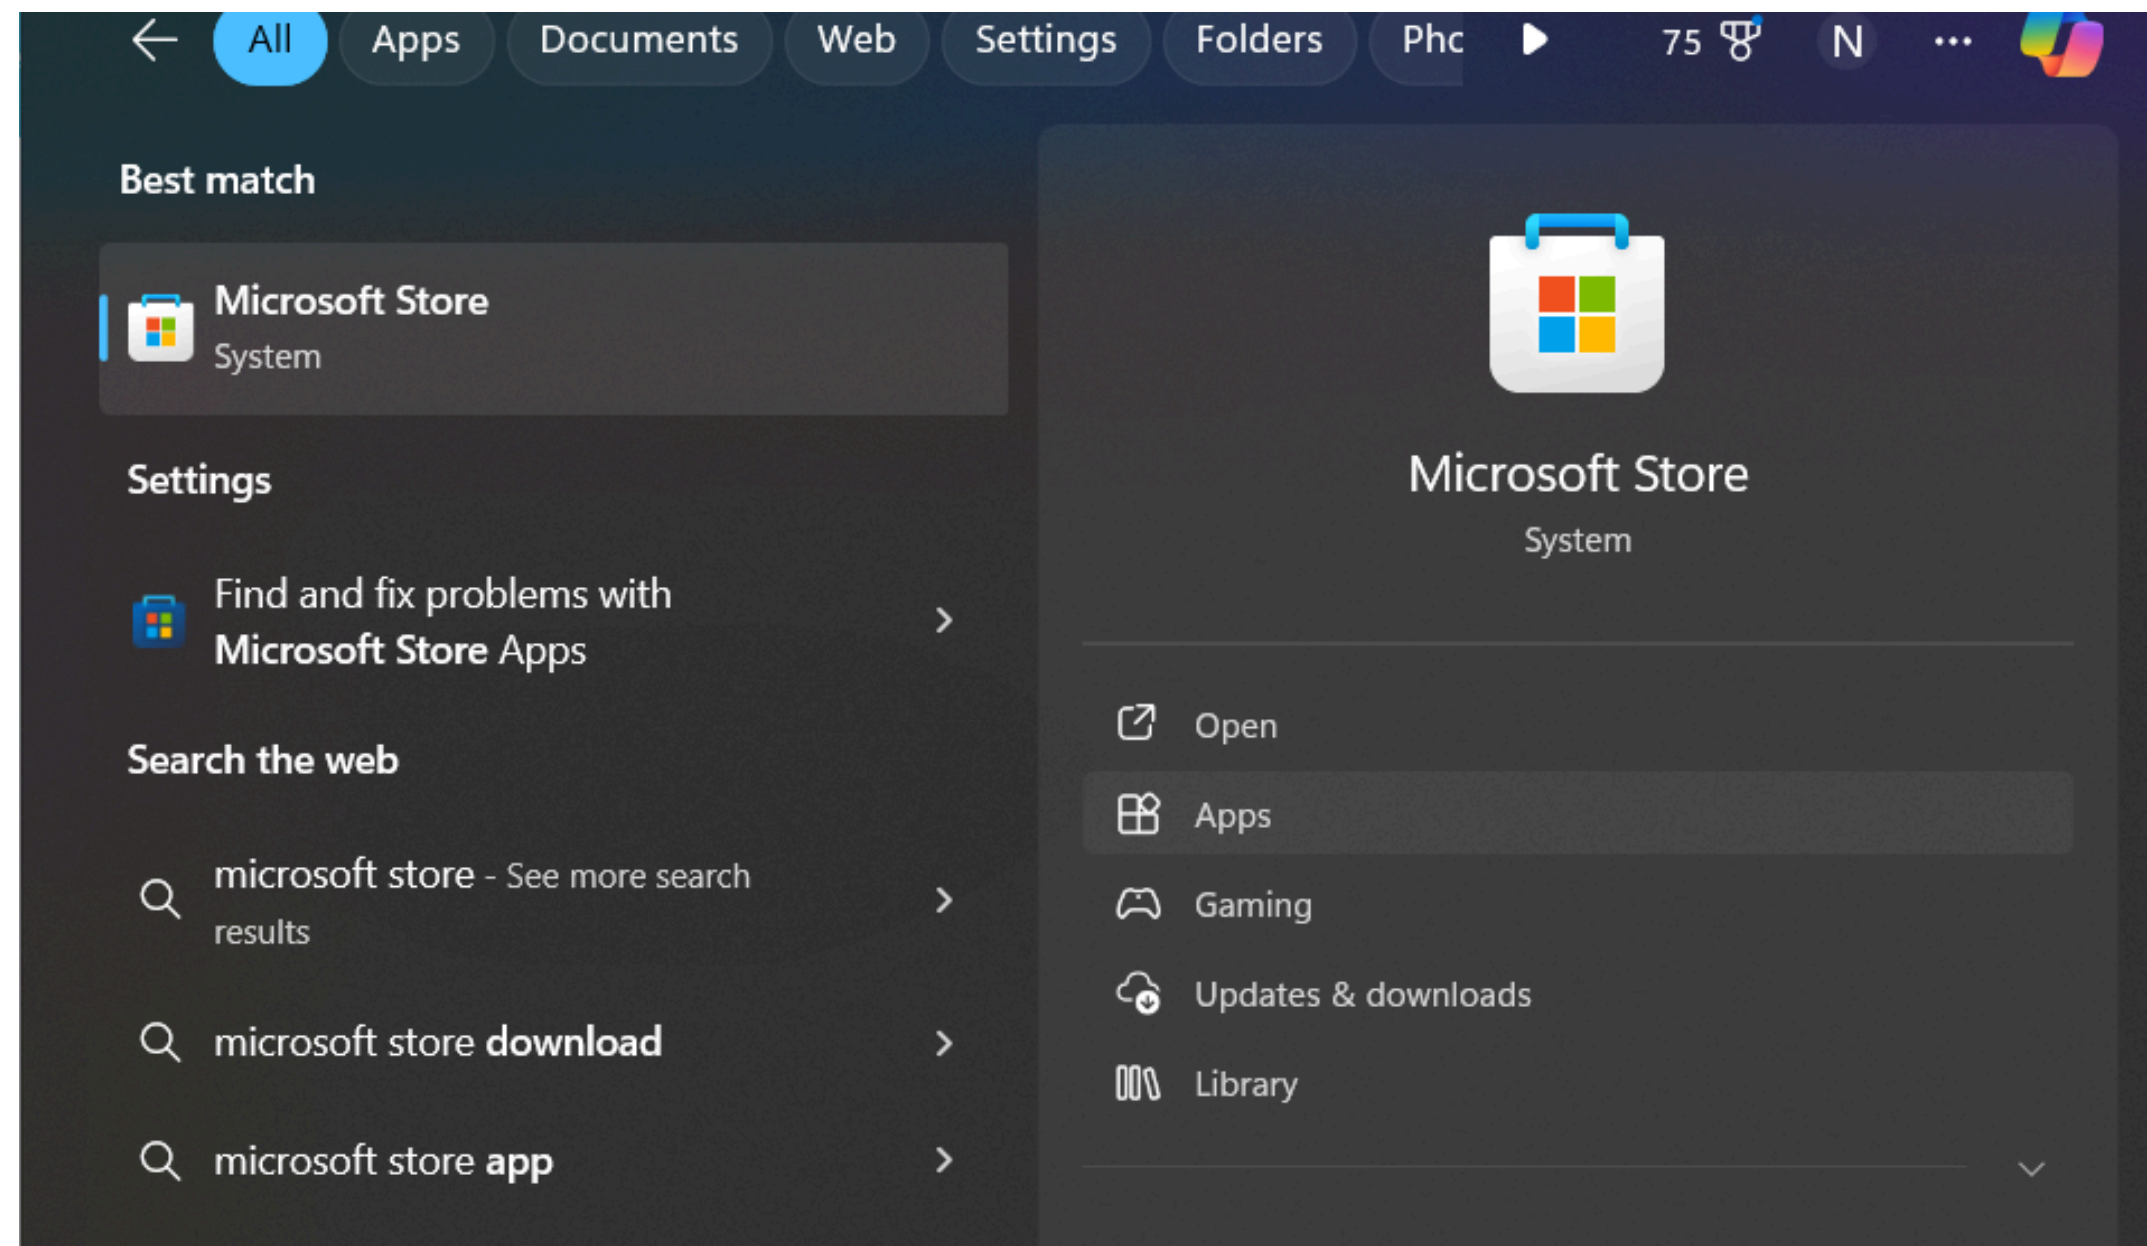 All Apps Documents Web Settings Folders Pho 75 N ...
Best match
Microsoft Store
System
Settings
Find and fix problems with
Microsoft Store Apps
Search the web
microsoft store - See more search
results
microsoft store download
microsoft store app
Microsoft Store
System
Open
Apps
Gaming
Updates & downloads
Library